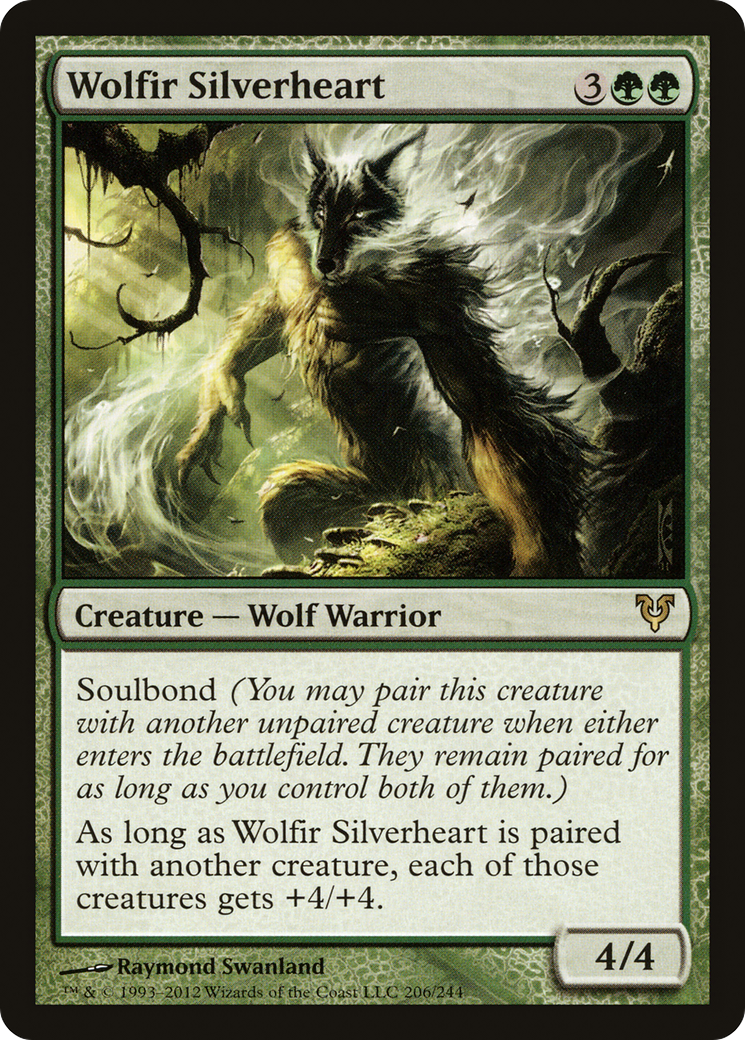 Wolfir Silverheart 3
Creature — Wolf Warrior
Soulbond (You may pair this creature
with another unpaired creature when either
enters the battlefield. They remain paired for
as long as you control both of them.)
As long as Wolfir Silverheart is paired
with another creature, each of those
creatures gets +4/+4.
4/4
Raymond Swanland
™ & © 1993–2012 Wizards of the Coast LLC 206/244